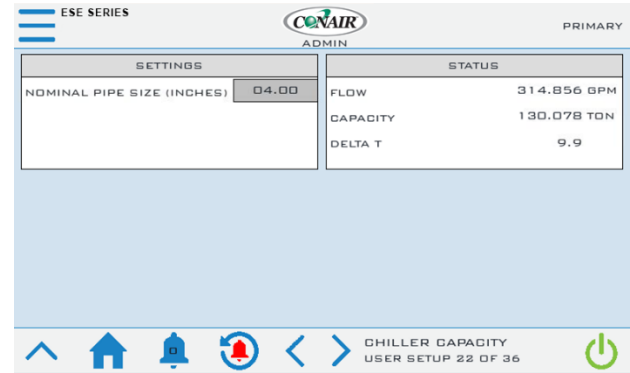 ESE SERIES
CONAIR
ADMIN
PRIMARY
SETTINGS
NOMINAL PIPE SIZE (INCHES) 04.00
STATUS
FLOW 314.856 GPM
CAPACITY 130.078 TON
DELTA T 9.9
0
CHILLER CAPACITY
USER SETUP 22 OF 36